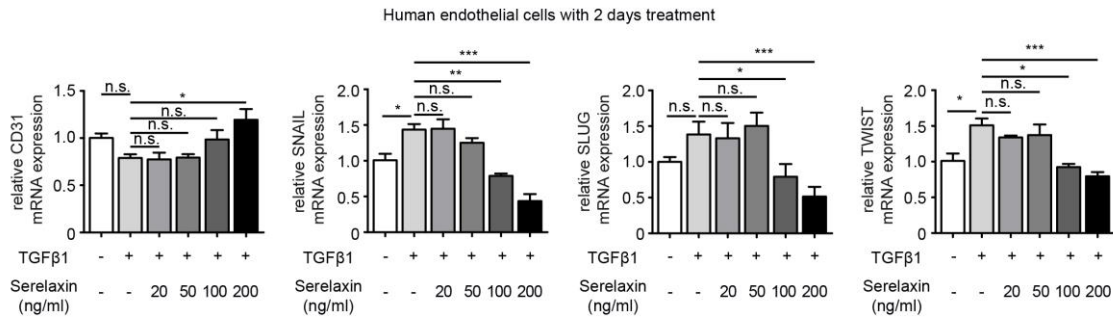 Human endothelial cells with 2 days treatment
relative CD31
mRNA expression
1.5
1.0
0.5
0
n.s.
*
n.s.
n.s.
n.s.
TGFβ1 - + + + + +
Serelaxin - - 20 50 100 200
(ng/ml)
relative SNAIL
mRNA expression
2.0
1.5
1.0
0.5
0
***
**
n.s.
* n.s.
TGFβ1 - + + + + +
Serelaxin - - 20 50 100 200
(ng/ml)
relative SLUG
mRNA expression
2.0
1.5
1.0
0.5
0
***
*
n.s.
n.s. n.s.
TGFβ1 - + + + + +
Serelaxin - - 20 50 100 200
(ng/ml)
relative TWIST
mRNA expression
2.0
1.5
1.0
0.5
0
***
*
n.s.
* n.s.
TGFβ1 - + + + + +
Serelaxin - - 20 50 100 200
(ng/ml)